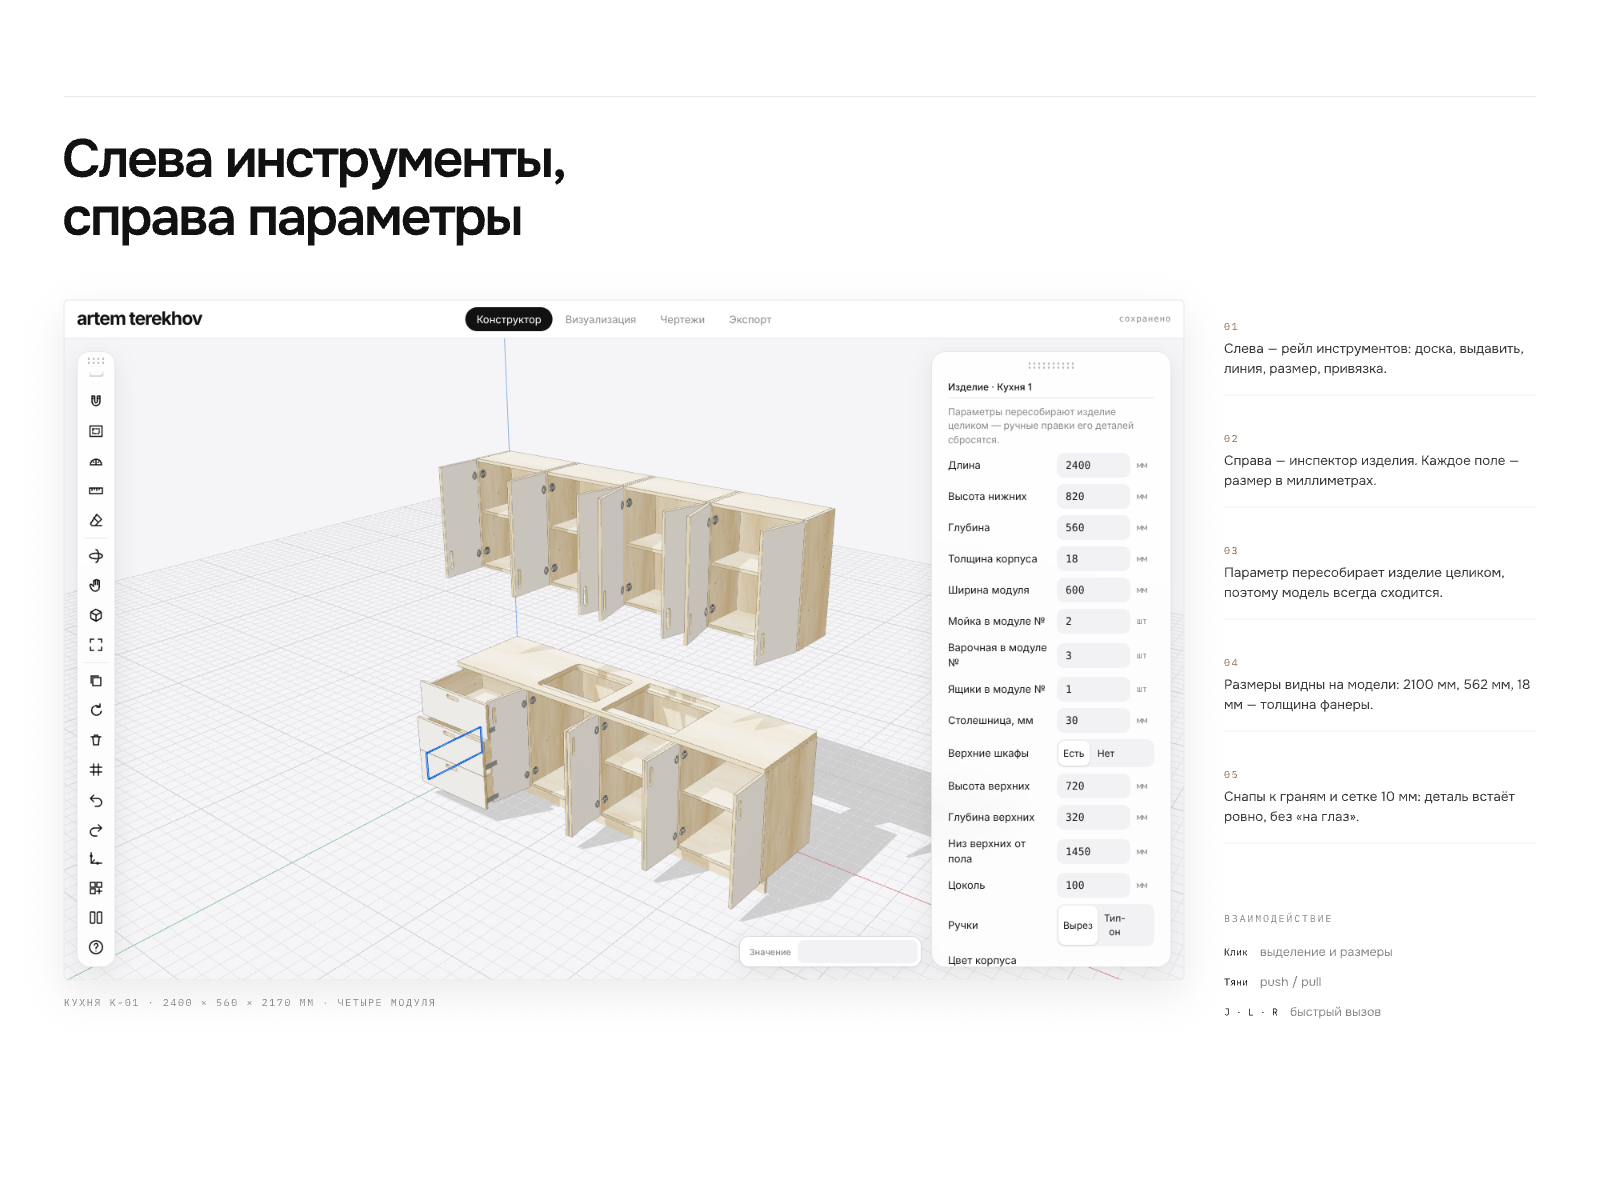 Слева инструменты,
справа параметры
artem terekhov
Конструктор
Визуализация
Чертежи
Экспорт
сохранено
Изделие · Кухня 1
Параметры пересобирают изделие
целиком — ручные правки его деталей
сбросятся.
Длина 2400 мм
Высота нижних 820 мм
Глубина 560 мм
Толщина корпуса 18 мм
Ширина модуля 600 мм
Мойка в модуле № 2 шт
Варочная в модуле
№ 3 шт
Ящики в модуле № 1 шт
Столешница, мм 30 мм
Верхние шкафы Есть Нет
Высота верхних 720 мм
Глубина верхних 320 мм
Низ верхних от
пола 1450 мм
Цоколь 100 мм
Ручки Вырез Тип-
он
Цвет корпуса
Значение
КУХНЯ К-01 · 2400 × 560 × 2170 ММ · ЧЕТЫРЕ МОДУЛЯ
01
Слева — рейл инструментов: доска, выдавить,
линия, размер, привязка.
02
Справа — инспектор изделия. Каждое поле —
размер в миллиметрах.
03
Параметр пересобирает изделие целиком,
поэтому модель всегда сходится.
04
Размеры видны на модели: 2100 мм, 562 мм, 18
мм — толщина фанеры.
05
Снапы к граням и сетке 10 мм: деталь встаёт
ровно, без «на глаз».
ВЗАИМОДЕЙСТВИЕ
Клик выделение и размеры
Тяни push / pull
J · L · R быстрый вызов